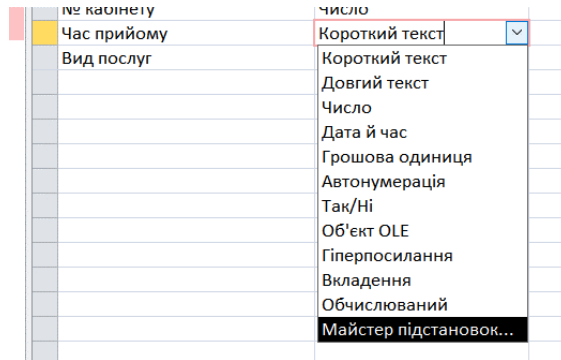 № кабінету Число
Час прийому Короткий текст
Вид послуг Короткий текст
Довгий текст
Число
Дата й час
Грошова одиниця
Автонумерація
Так/Ні
Об'єкт OLE
Гіперпосилання
Вкладення
Обчислюваний
Майстер підстановок...